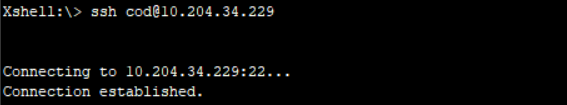 Xshell:\> ssh cod@10.204.34.229
Connecting to 10.204.34.229:22...
Connection established.